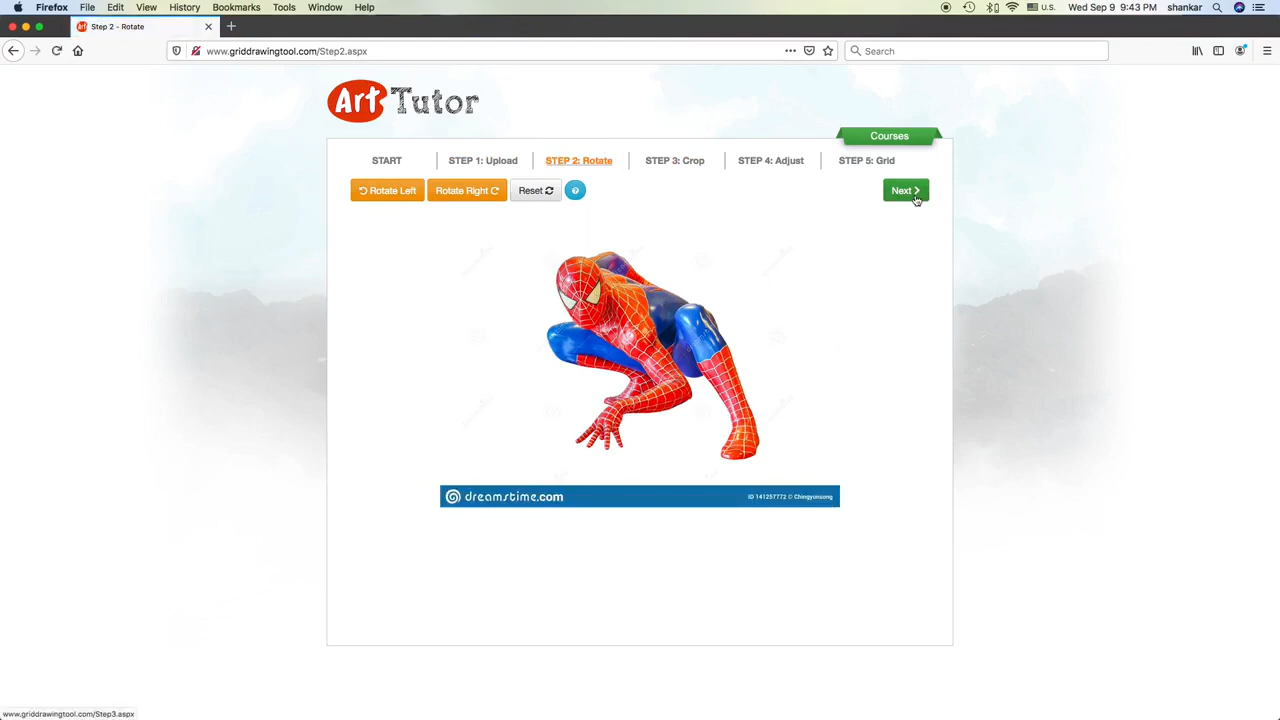 Firefox File Edit View History Bookmarks Tools Window Help U.S. Wed Sep 9 9:43 PM shankar
Step 2 - Rotate
www.griddrawingtool.com/Step2.aspx Search
Art Tutor
Courses
START STEP 1: Upload STEP 2: Rotate STEP 3: Crop STEP 4: Adjust STEP 5: Grid
Rotate Left Rotate Right Reset ? Next
dreamstime.com ID 141257772 © Chingyunsong
www.griddrawingtool.com/Step3.aspx